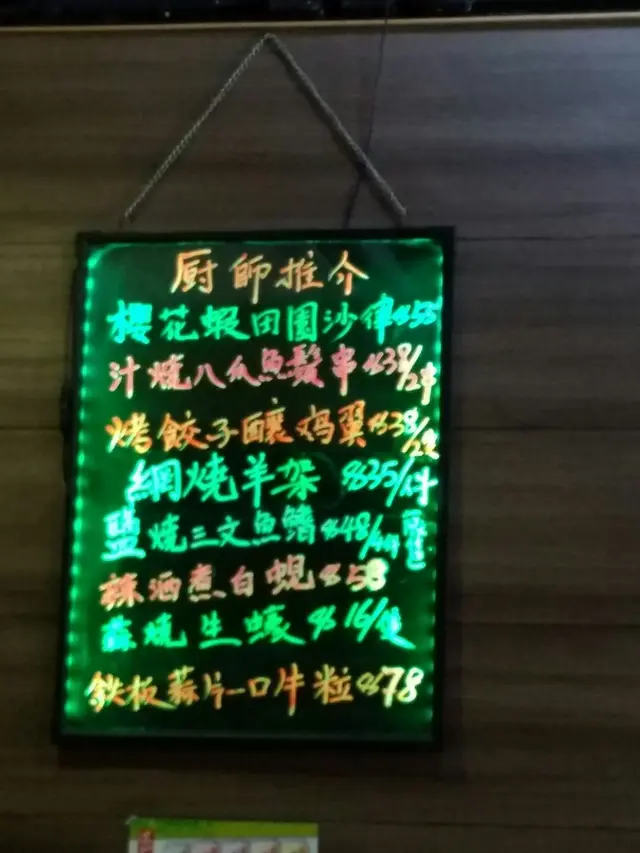 厨師推介
櫻花蝦田園沙律 $55
汁燒八爪魚鬚串 $38/2串
烤餃子釀鸡翼 $38/2隻
網燒羊架 $35/件
鹽燒三文魚鰭 $48/
辣酒煮白蜆 $58
蒜燒生蠔 $16/隻
鉄板蒜片一口牛粒 $78